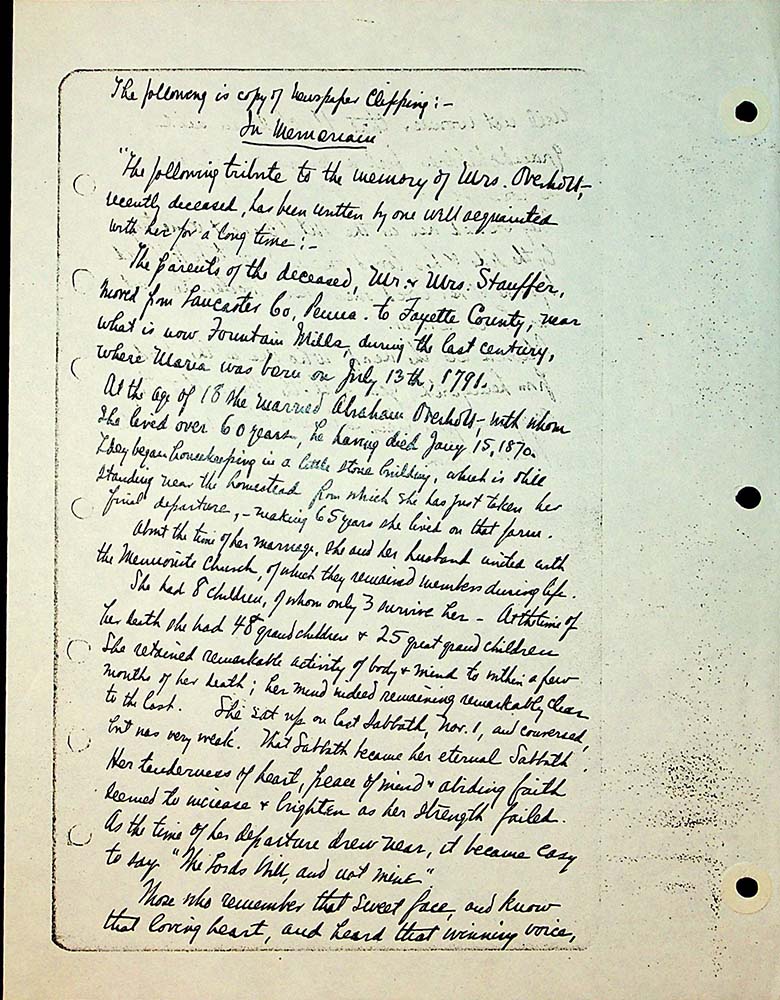 The following is copy of Newspaper Clipping:-
In Memoriam
"The following tribute to the memory of Mrs. Overholt,
recently deceased, has been written by one well acquainted
with her for a long time:-
The parents of the deceased, Mr. & Mrs. Stauffer,
moved from Lancaster Co, Penna. to Fayette County, near
what is now Fountain Mills, during the last century,
where Maria was born on July 13th, 1791.
At the age of 18 she married Abraham Overholt - with whom
she lived over 60 years, he having died Jany 15, 1870.
They began housekeeping in a little stone building, which is still
standing near the homestead from which she has just taken her
final departure, - making 65 years she lived on that farm.
About the time of her marriage, she and her husband united with
the Mennonite Church, of which they remained members during life.
She had 8 children, of whom only 3 survive her - At the time of
her death she had 48 grandchildren & 25 great grand children
She retained remarkable activity of body & mind to within a few
months of her death; her mind indeed remaining remarkably clear
to the last. She sat up on last Sabbath, Nov. 1, and conversed,
but was very weak. That Sabbath became her eternal Sabbath
Her tenderness of heart, peace of mind & abiding faith
seemed to increase & brighten as her strength failed.
As the time of her departure drew near, it became easy
to say "The Lords Will, and not mine"
Those who remember that sweet face, and know
that loving heart, and heard that winning voice,